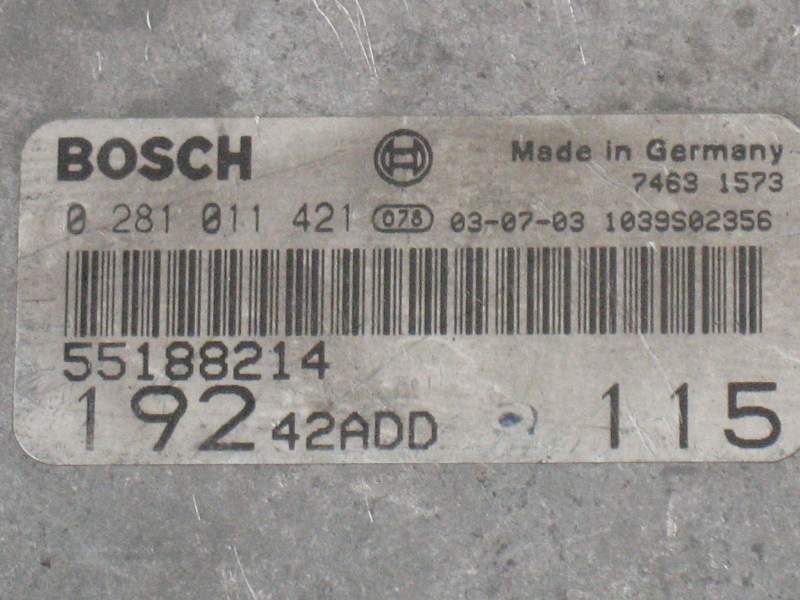 BOSCH Made in Germany
7463 1573
0 281 011 421 078 03-07-03 1039S02356
55188214
192 42ADD 115